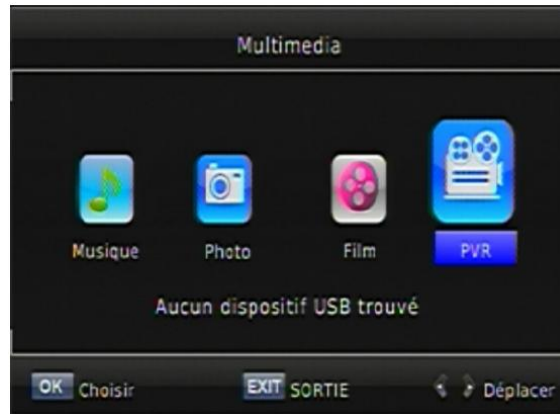 Multimedia
Musique Photo Film PVR
Aucun dispositif USB trouvé
OK Choisir EXIT SORTIE Déplacer